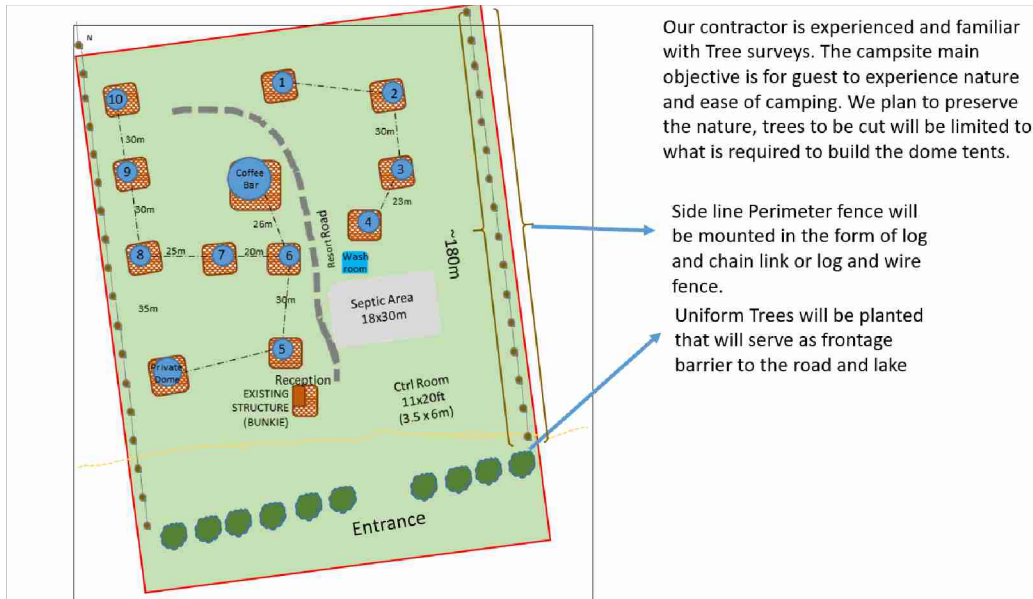 N
1
2
30m
3
23m
4
10
30m
9
30m
8
25m
7
20m
6
Coffee
Bar
26m
Resort Road
Wash
room
~180m
Septic Area
18x30m
30m
35m
5
Private
Dome
Reception
EXISTING
STRUCTURE
(BUNKIE)
Ctrl Room
11x20ft
(3.5 x 6m)
Entrance
Our contractor is experienced and familiar
with Tree surveys. The campsite main
objective is for guest to experience nature
and ease of camping. We plan to preserve
the nature, trees to be cut will be limited to
what is required to build the dome tents.
Side line Perimeter fence will
be mounted in the form of log
and chain link or log and wire
fence.
Uniform Trees will be planted
that will serve as frontage
barrier to the road and lake